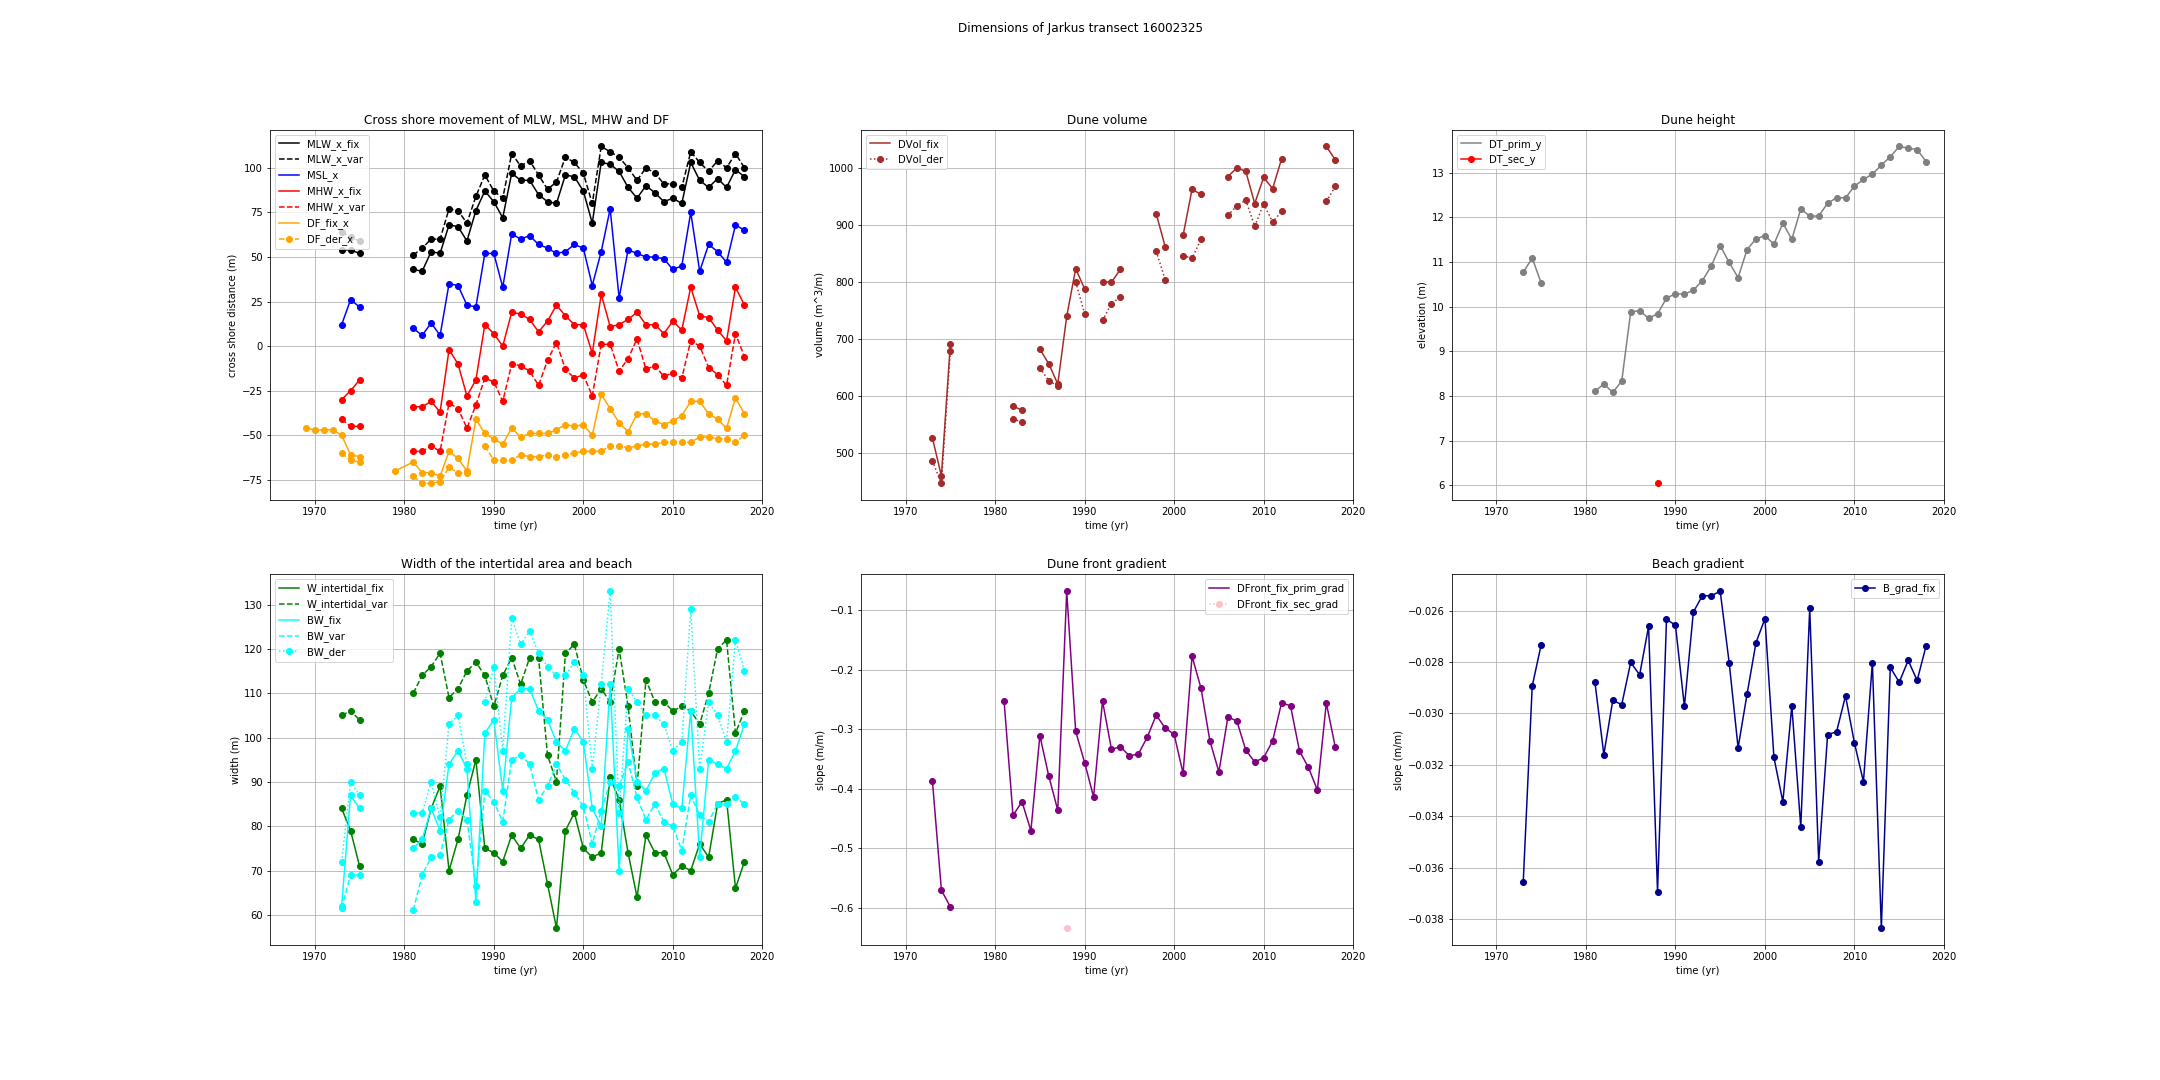 Dimensions of Jarkus transect 16002325
Cross shore movement of MLW, MSL, MHW and DF
MLW_x_fix
MLW_x_var
MSL_x
MHW_x_fix
MHW_x_var
DF_fix_x
DF_der_x
100
75
50
25
0
−25
−50
−75
cross shore distance (m)
1970 1980 1990 2000 2010 2020
time (yr)
Dune volume
DVol_fix
DVol_der
1000
900
800
700
600
500
volume (m^3/m)
1970 1980 1990 2000 2010 2020
time (yr)
Dune height
DT_prim_y
DT_sec_y
13
12
11
10
9
8
7
6
elevation (m)
1970 1980 1990 2000 2010 2020
time (yr)
Width of the intertidal area and beach
W_intertidal_fix
W_intertidal_var
BW_fix
BW_var
BW_der
130
120
110
100
90
80
70
60
width (m)
1970 1980 1990 2000 2010 2020
time (yr)
Dune front gradient
DFront_fix_prim_grad
DFront_fix_sec_grad
−0.1
−0.2
−0.3
−0.4
−0.5
−0.6
slope (m/m)
1970 1980 1990 2000 2010 2020
time (yr)
Beach gradient
B_grad_fix
−0.026
−0.028
−0.030
−0.032
−0.034
−0.036
−0.038
slope (m/m)
1970 1980 1990 2000 2010 2020
time (yr)